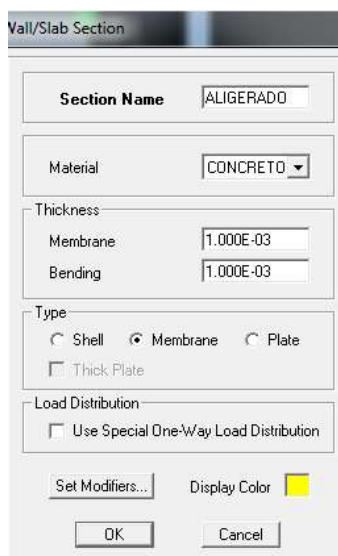 Wall/Slab Section
Section Name ALIGERADO
Material CONCRETO
Thickness
Membrane 1.000E-03
Bending 1.000E-03
Type
Shell Membrane Plate
Thick Plate
Load Distribution
Use Special One-Way Load Distribution
Set Modifiers... Display Color
OK Cancel